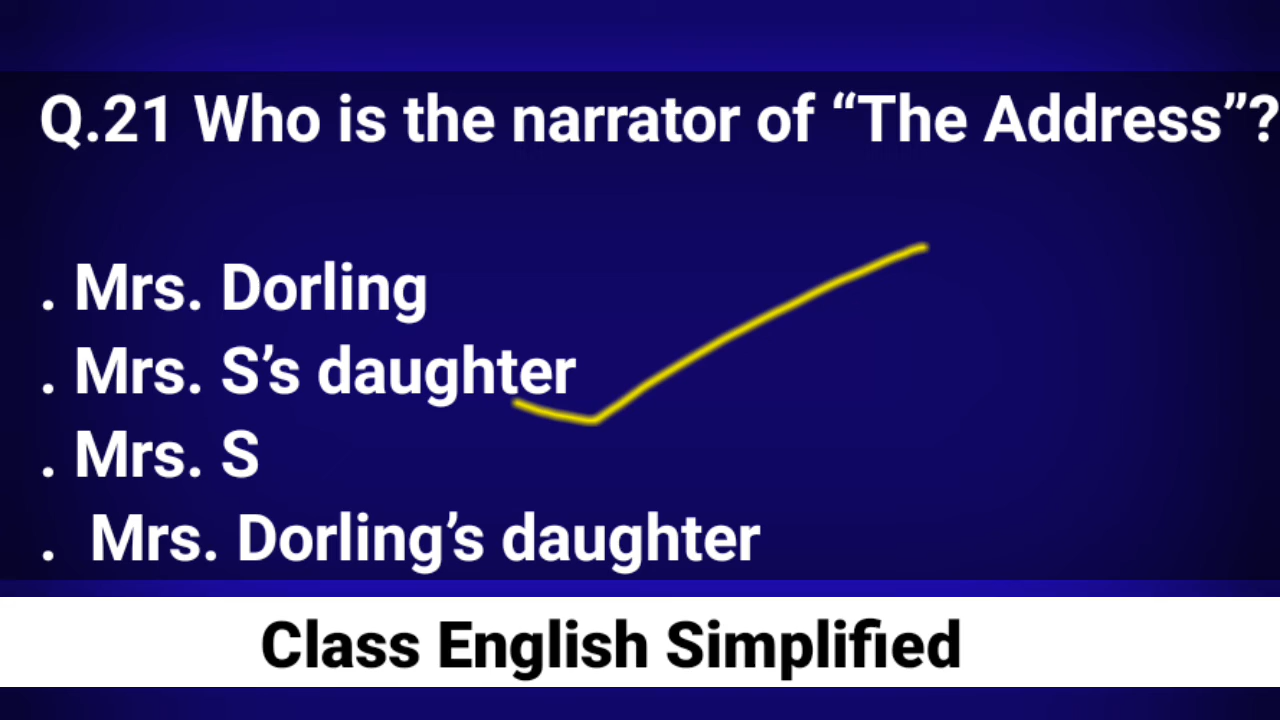 Q.21 Who is the narrator of “The Address”?
. Mrs. Dorling
. Mrs. S’s daughter
. Mrs. S
. Mrs. Dorling’s daughter
Class English Simplified